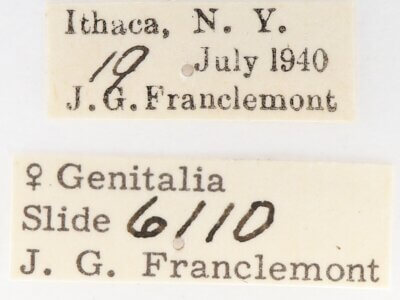 Ithaca, N. Y.
19 July 1940
J. G. Franclemont
♀ Genitalia
Slide 6110
J. G. Franclemont